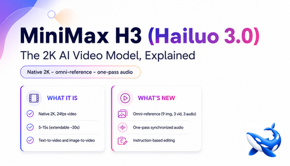 MiniMax H3 (Hailuo 3.0)
The 2K AI Video Model, Explained
Native 2K - omni-reference - one-pass audio
WHAT IT IS
Native 2K, 24fps video
5–15s (extendable ~30s)
Text-to-video and image-to-video
WHAT'S NEW
Omni-reference (9 img, 3 vid, 3 audio)
One-pass synchronized audio
Instruction-based editing